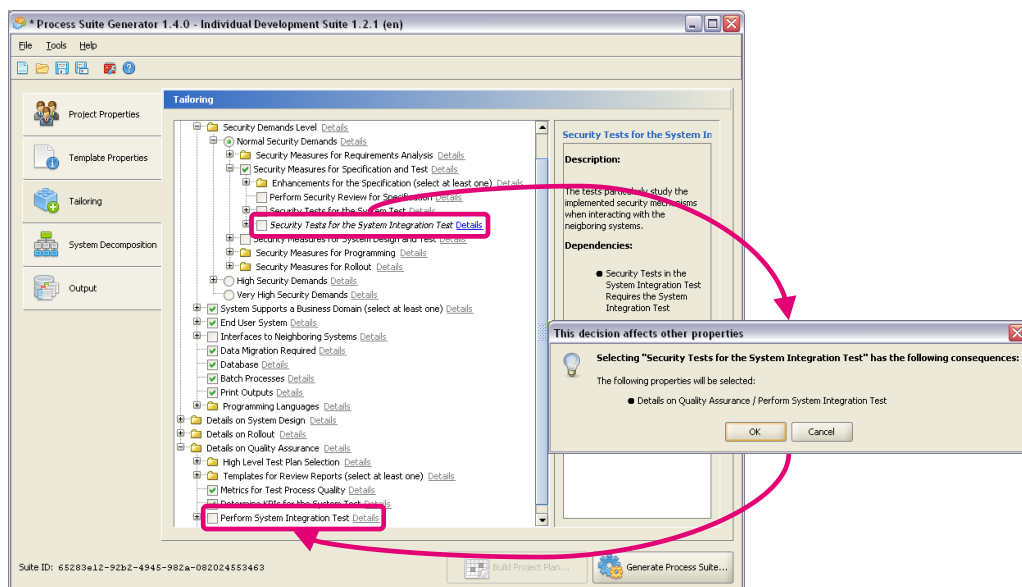 * Process Suite Generator 1.4.0 - Individual Development Suite 1.2.1 (en)
File Tools Help
Project Properties
Template Properties
Tailoring
System Decomposition
Output
Tailoring
Security Demands Level Details
Normal Security Demands Details
Security Measures for Requirements Analysis Details
Security Measures for Specification and Test Details
Enhancements for the Specification (select at least one) Details
Perform Security Review for Specification Details
Security Tests for the System Test Details
Security Tests for the System Integration Test Details
Security Measures for System Design and Test Details
Security Measures for Programming Details
Security Measures for Rollout Details
High Security Demands Details
Very High Security Demands Details
System Supports a Business Domain (select at least one) Details
End User System Details
Interfaces to Neighboring Systems Details
Data Migration Required Details
Database Details
Batch Processes Details
Print Outputs Details
Programming Languages Details
Details on System Design Details
Details on Rollout Details
Details on Quality Assurance Details
High Level Test Plan Selection Details
Templates for Review Reports (select at least one) Details
Metrics for Test Process Quality Details
Determine KPIs for the System Test Details
Perform System Integration Test Details
Security Tests for the System In
Description:
The tests particularly study the
implemented security mechanisms
when interacting with the
neigboring systems.
Dependencies:
Security Tests in the
System Integration Test
Requires the System
Integration Test
This decision affects other properties
Selecting "Security Tests for the System Integration Test" has the following consequences:
The following properties will be selected:
Details on Quality Assurance / Perform System Integration Test
OK Cancel
Suite ID: 65283e12-92b2-4945-982a-082024553463
Build Project Plan...
Generate Process Suite...